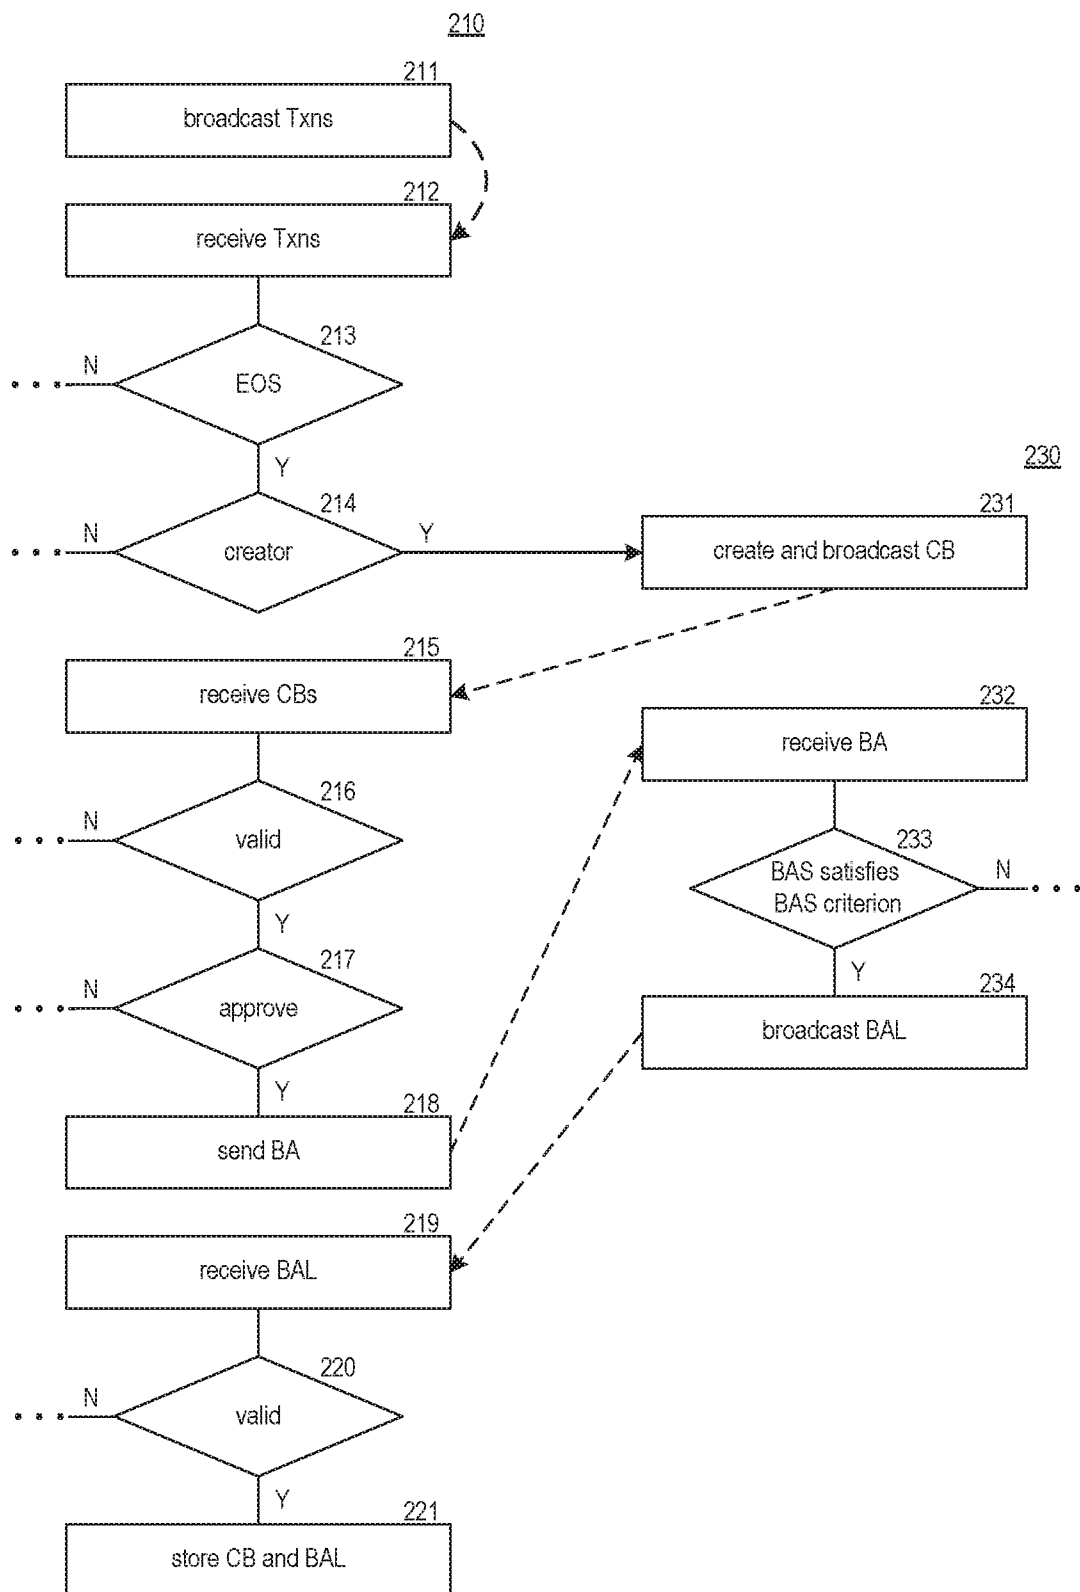 210
211
broadcast Txns
212
receive Txns
213
EOS
N
Y
214
creator
N
Y
230
231
create and broadcast CB
215
receive CBs
216
valid
N
Y
217
approve
N
Y
218
send BA
232
receive BA
233
BAS satisfies
BAS criterion
N
Y
234
broadcast BAL
219
receive BAL
220
valid
N
Y
221
store CB and BAL